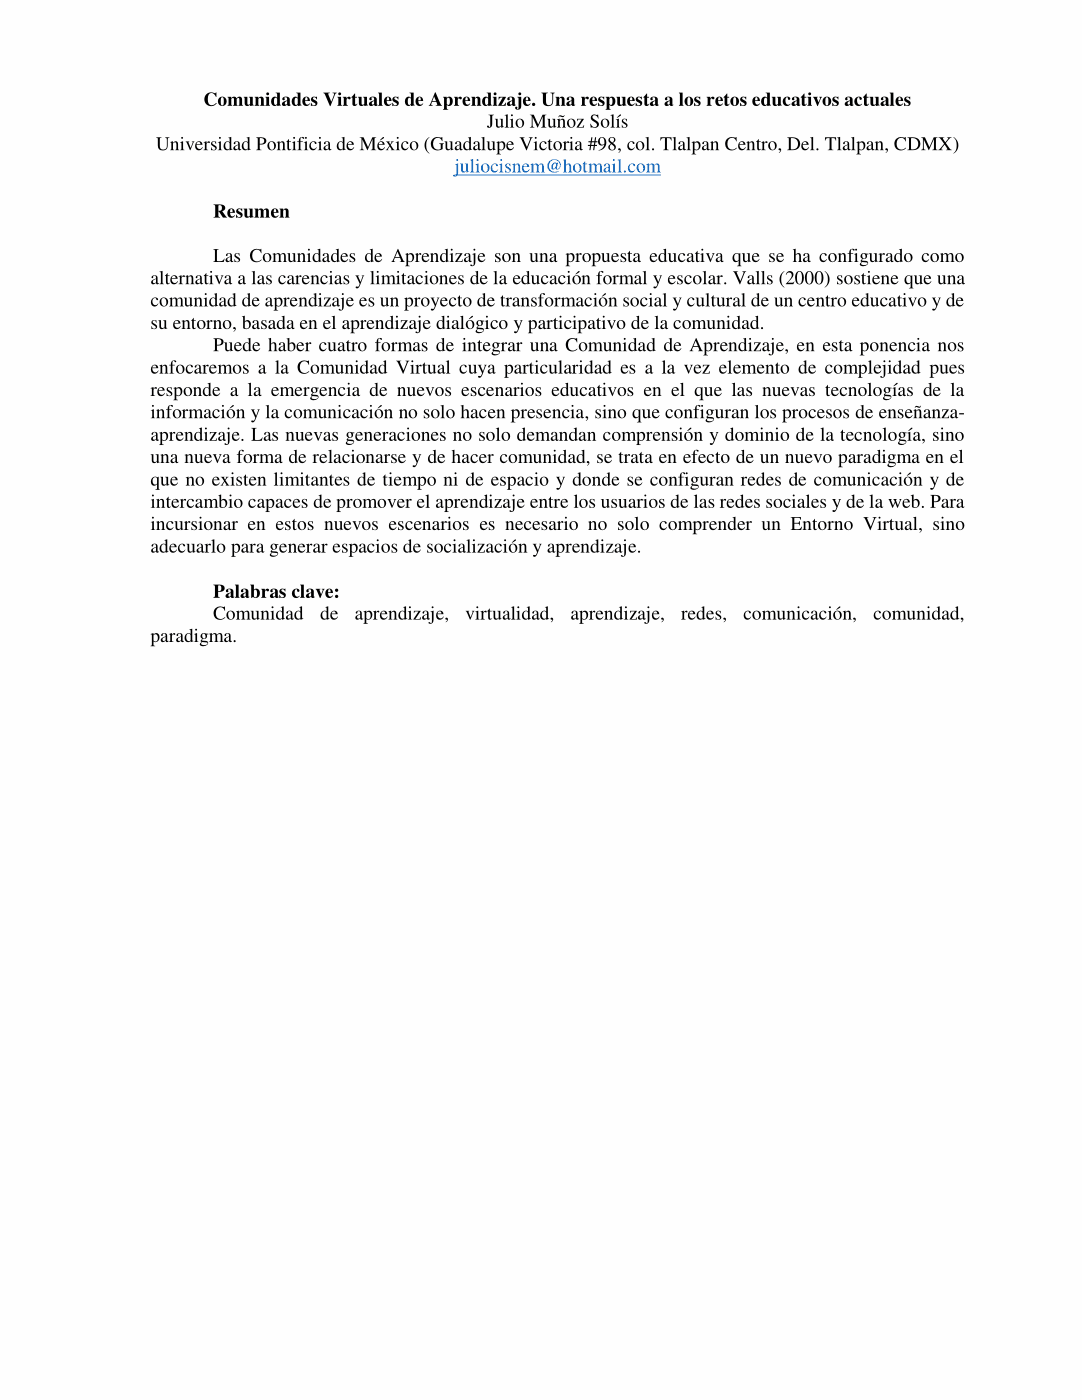 Comunidades Virtuales de Aprendizaje. Una respuesta a los retos educativos actuales
Julio Muñoz Solís
Universidad Pontificia de México (Guadalupe Victoria #98, col. Tlalpan Centro, Del. Tlalpan, CDMX)
juliocisnem@hotmail.com
Resumen
Las Comunidades de Aprendizaje son una propuesta educativa que se ha configurado como
alternativa a las carencias y limitaciones de la educación formal y escolar. Valls (2000) sostiene que una
comunidad de aprendizaje es un proyecto de transformación social y cultural de un centro educativo y de
su entorno, basada en el aprendizaje dialógico y participativo de la comunidad.
Puede haber cuatro formas de integrar una Comunidad de Aprendizaje, en esta ponencia nos
enfocaremos a la Comunidad Virtual cuya particularidad es a la vez elemento de complejidad pues
responde a la emergencia de nuevos escenarios educativos en el que las nuevas tecnologías de la
información y la comunicación no solo hacen presencia, sino que configuran los procesos de enseñanza-
aprendizaje. Las nuevas generaciones no solo demandan comprensión y dominio de la tecnología, sino
una nueva forma de relacionarse y de hacer comunidad, se trata en efecto de un nuevo paradigma en el
que no existen limitantes de tiempo ni de espacio y donde se configuran redes de comunicación y de
intercambio capaces de promover el aprendizaje entre los usuarios de las redes sociales y de la web. Para
incursionar en estos nuevos escenarios es necesario no solo comprender un Entorno Virtual, sino
adecuarlo para generar espacios de socialización y aprendizaje.
Palabras clave:
Comunidad de aprendizaje, virtualidad, aprendizaje, redes, comunicación, comunidad,
paradigma.